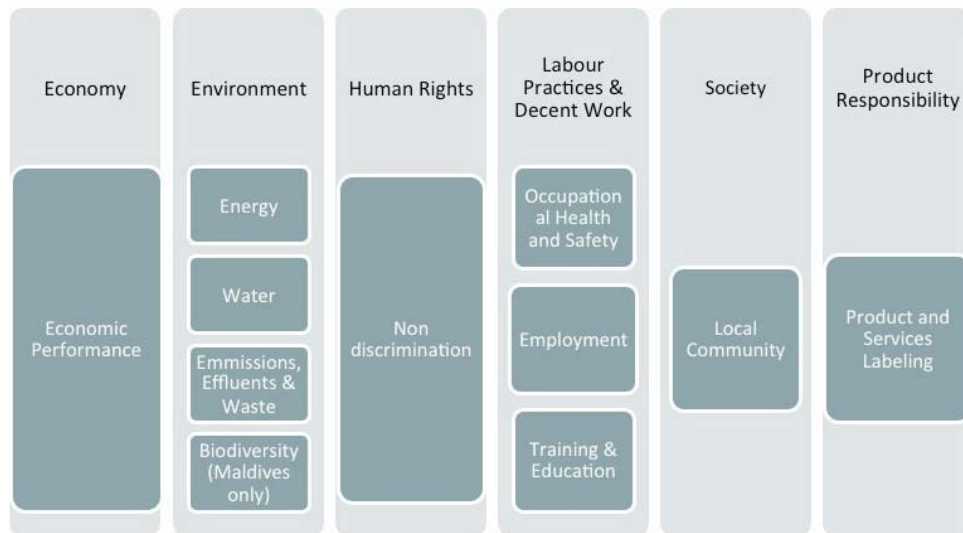 Economy
Economic
Performance
Environment
Energy
Water
Emmissions,
Effluents &
Waste
Biodiversity
(Maldives
only)
Human Rights
Non
discrimination
Labour
Practices &
Decent Work
Occupation
al Health
and Safety
Employment
Training &
Education
Society
Local
Community
Product
Responsibility
Product and
Services
Labeling